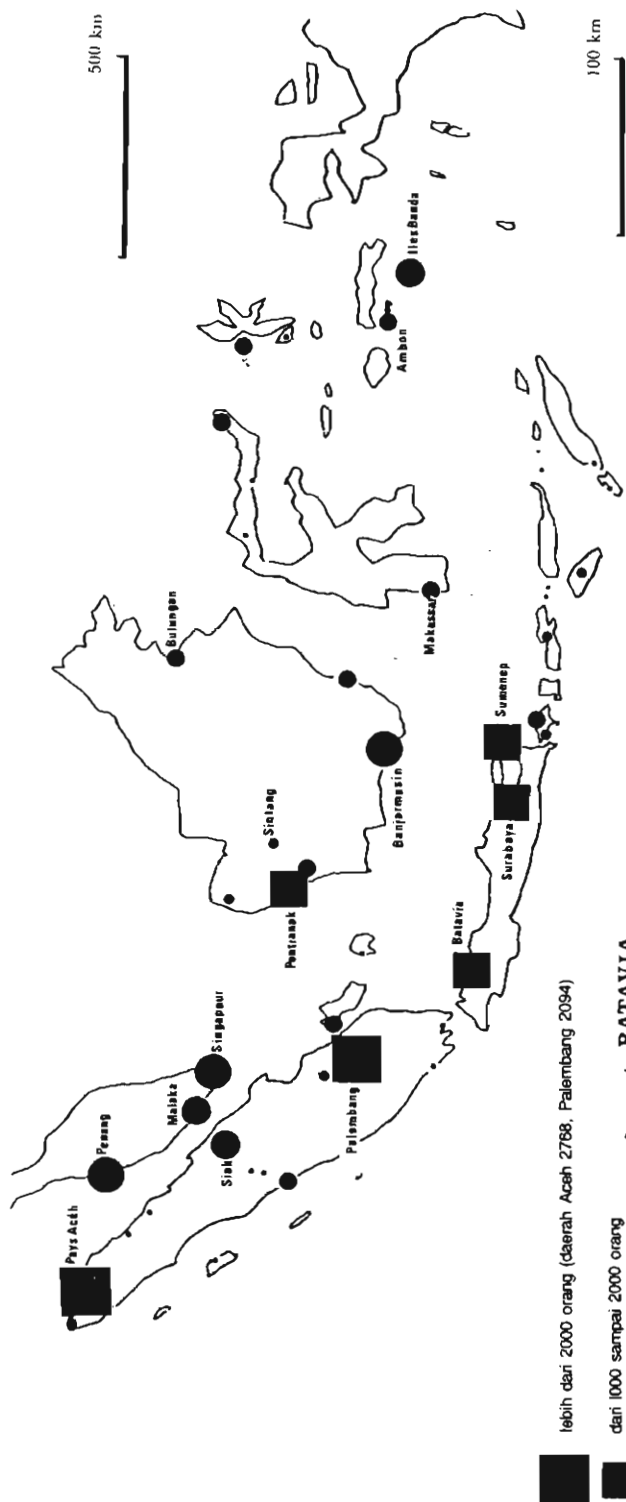 500 km
Pays Aceh
Penang
Malaka
Singapour
Siak
Palembang
Pontianak
Sintang
Bulungan
Banjarmasin
Makassar
Ambon
Iles Banda
Batavia
Surabaya
Sumenep
lebih dari 2000 orang (daerah Aceh 2768, Palembang 2094)
dari 1000 sampai 2000 orang
BATAVIA
100 km